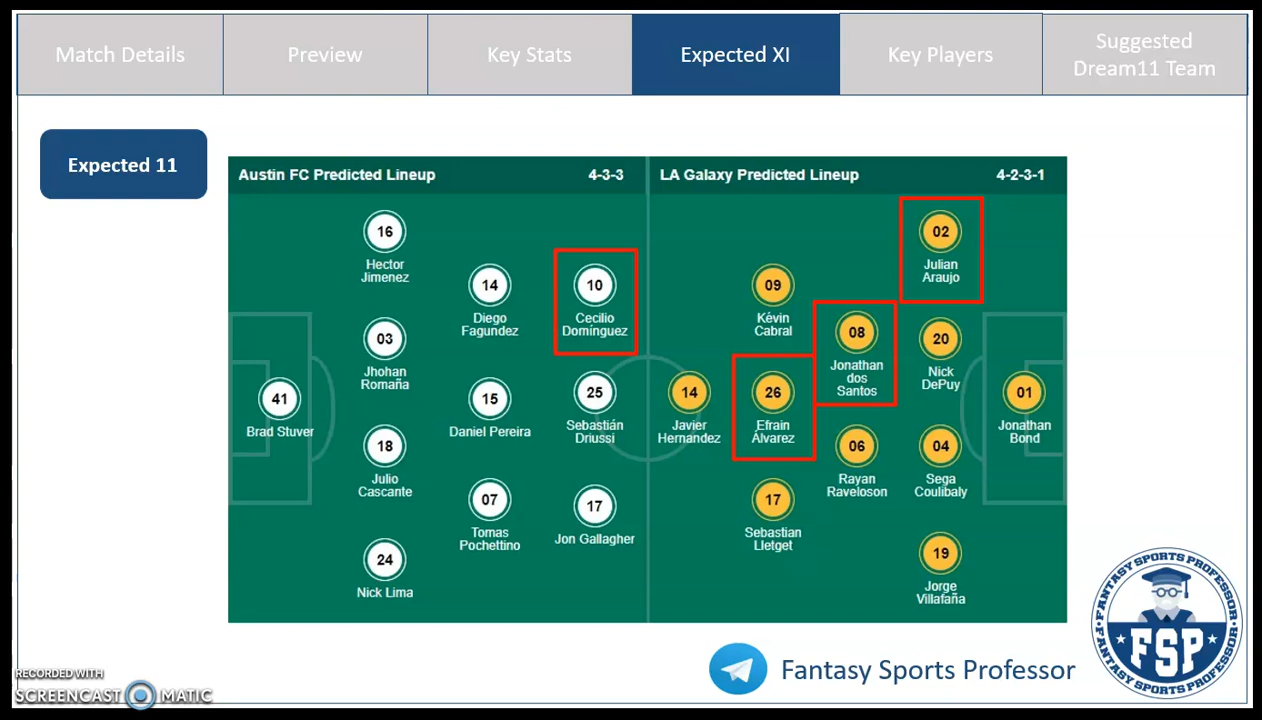 Match Details
Preview
Key Stats
Expected XI
Key Players
Suggested
Dream11 Team
Expected 11
Austin FC Predicted Lineup
4-3-3
LA Galaxy Predicted Lineup
4-2-3-1
41
Brad Stuver
16
Hector
Jimenez
03
Jhohan
Romaña
18
Julio
Cascante
24
Nick Lima
14
Diego
Fagundez
15
Daniel Pereira
07
Tomas
Pochettino
10
Cecilio
Domínguez
25
Sebastián
Driussi
17
Jon Gallagher
14
Javier
Hernandez
09
Kévin
Cabral
26
Efrain
Álvarez
17
Sebastian
Lletget
08
Jonathan
dos
Santos
06
Rayan
Raveloson
02
Julian
Araujo
20
Nick
DePuy
04
Sega
Coulibaly
19
Jorge
Villafaña
01
Jonathan
Bond
Fantasy Sports Professor
FANTASY SPORTS PROFESSOR
FSP
FANTASY SPORTS PROFESSOR
RECORDED WITH
SCREENCAST MATIC